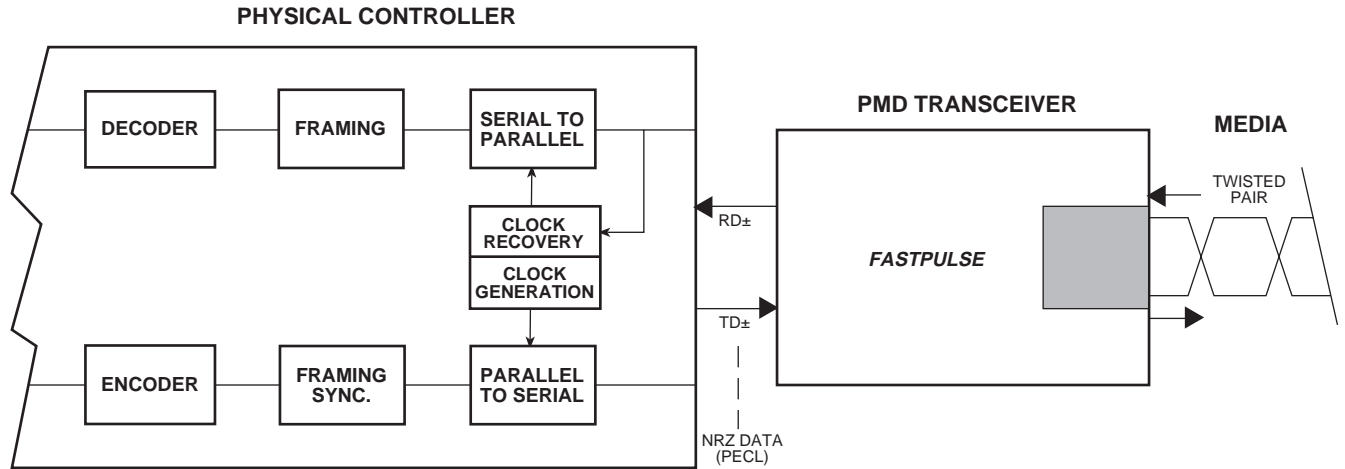 PHYSICAL CONTROLLER
DECODER
FRAMING
SERIAL TO
PARALLEL
CLOCK
RECOVERY
CLOCK
GENERATION
ENCODER
FRAMING
SYNC.
PARALLEL
TO SERIAL
RD±
TD±
NRZ DATA
(PECL)
PMD TRANSCEIVER
FASTPULSE
MEDIA
TWISTED
PAIR